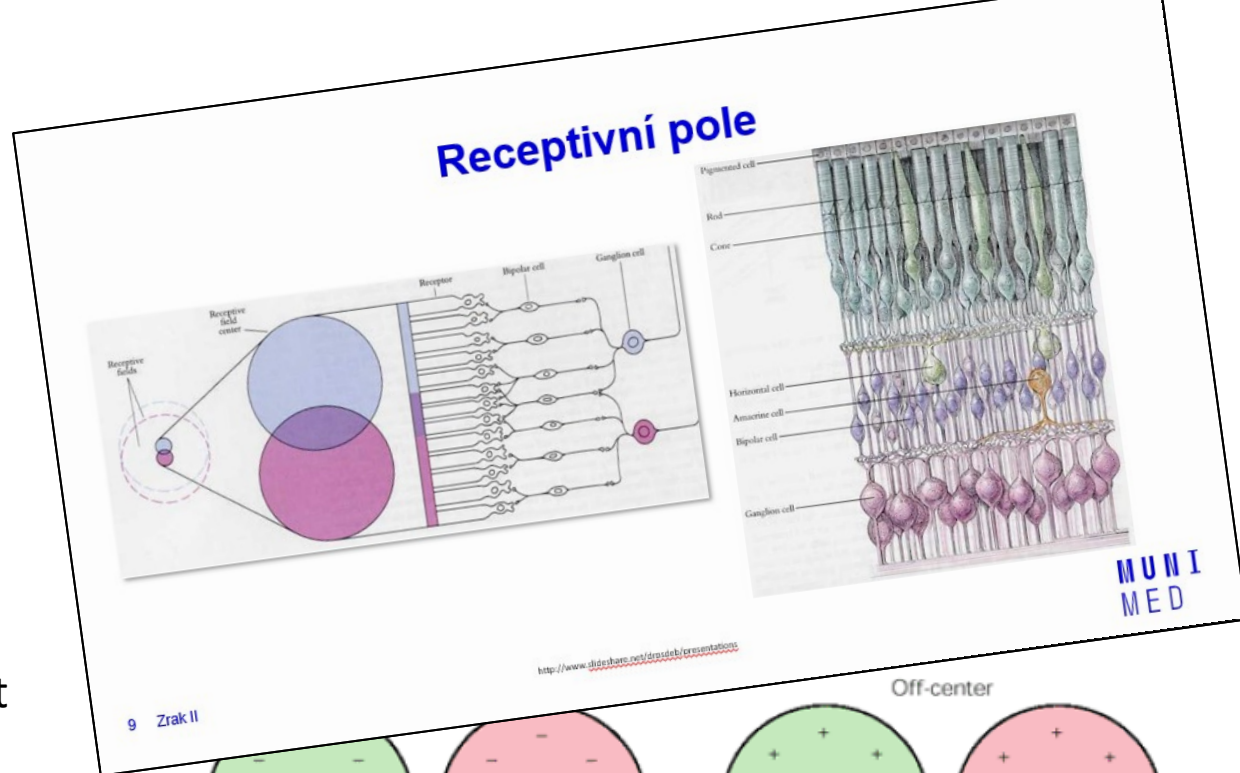 Receptivní pole
Pigmented cell
Rod
Cone
Ganglion cell
Bipolar cell
Receptor
Receptive
field
center
Receptive
fields
Horizontal cell
Amacrine cell
Bipolar cell
Ganglion cell
MUNI
MED
http://www.slideshare.net/drosdeb/presentations
9 Zrak II
t
Off-center
− − − − − −
+ + + + + +